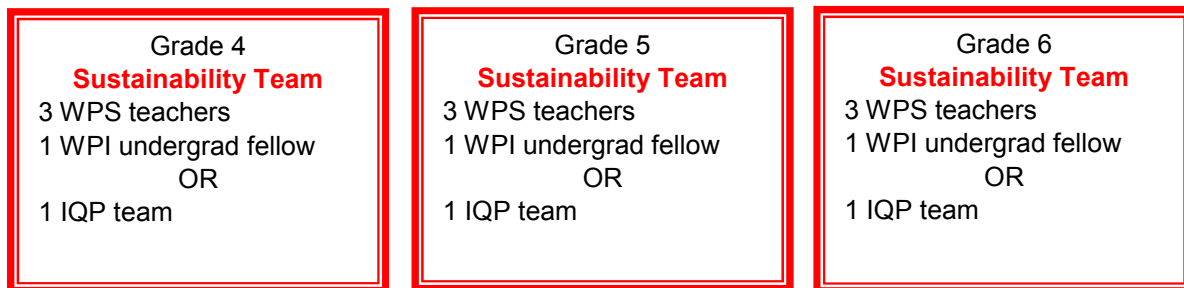 Grade 4
Sustainability Team
3 WPS teachers
1 WPI undergrad fellow
OR
1 IQP team
Grade 5
Sustainability Team
3 WPS teachers
1 WPI undergrad fellow
OR
1 IQP team
Grade 6
Sustainability Team
3 WPS teachers
1 WPI undergrad fellow
OR
1 IQP team